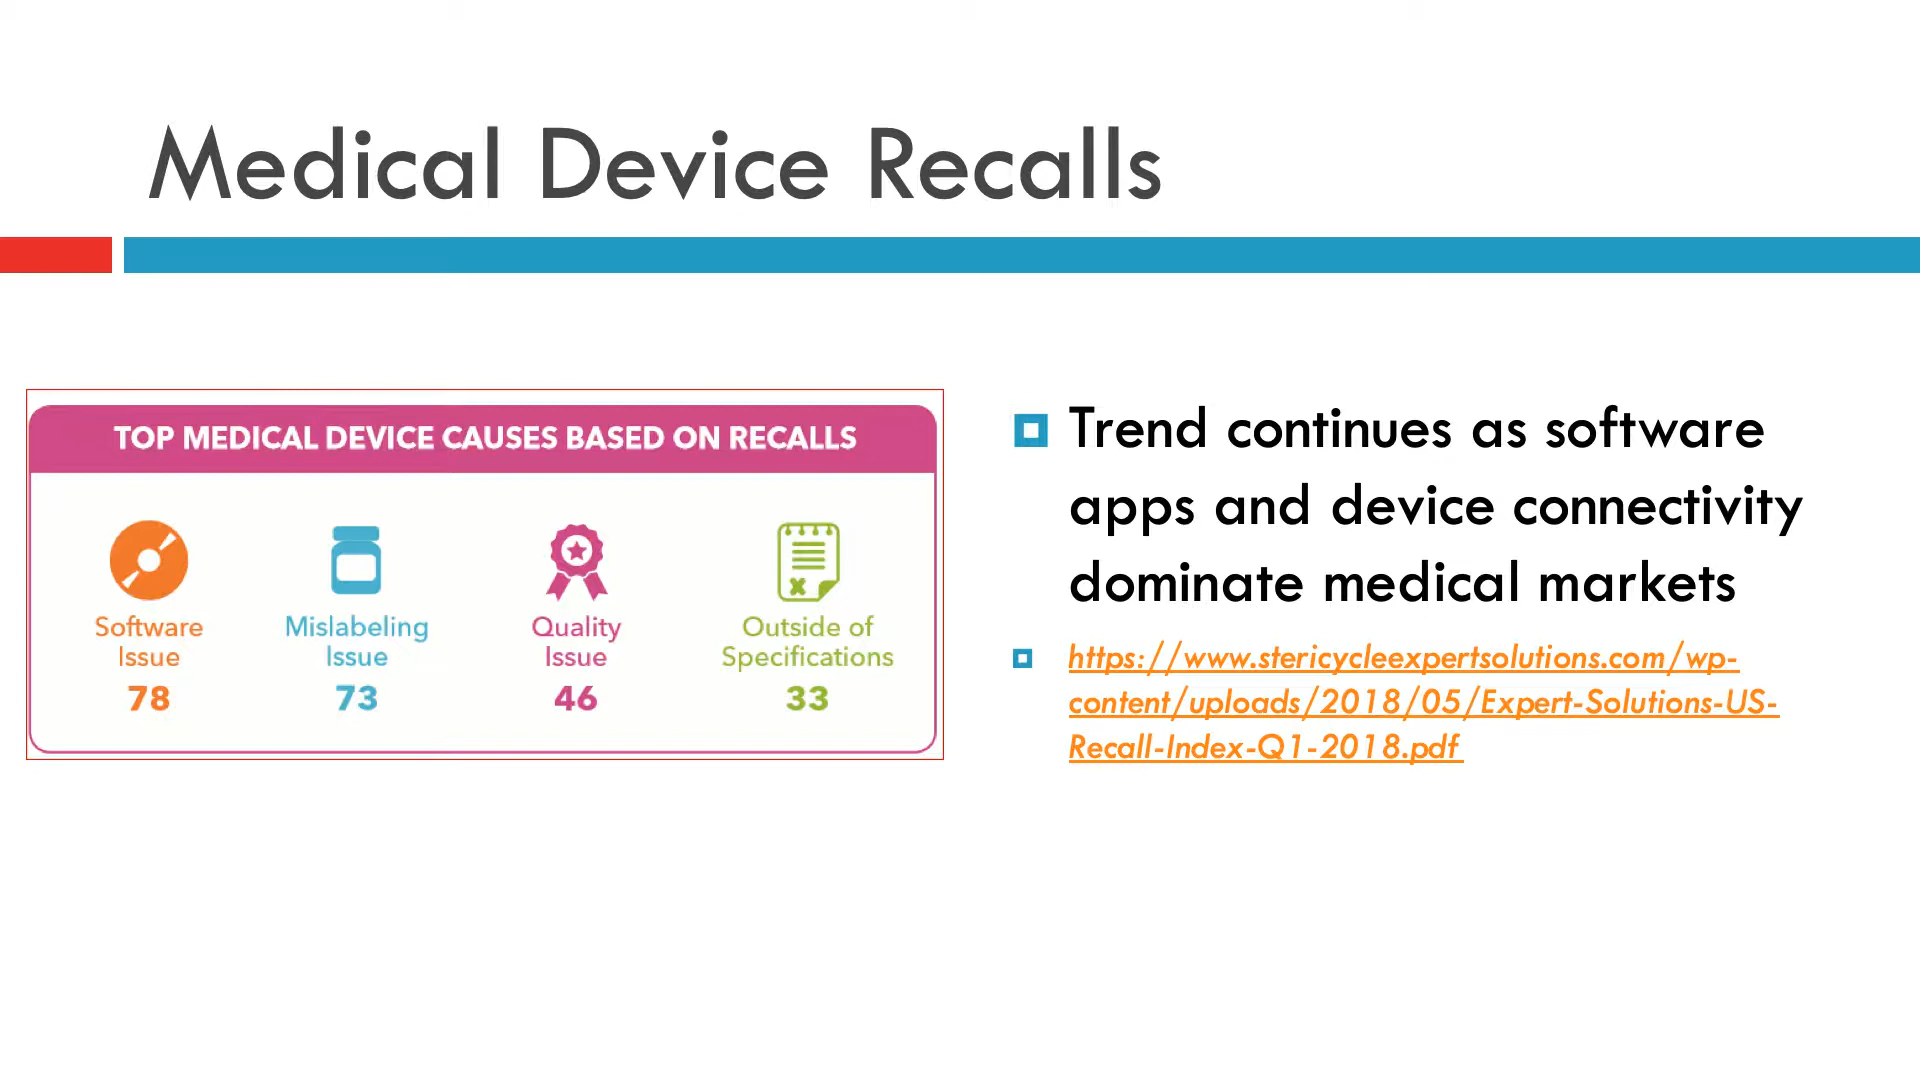 Medical Device Recalls
TOP MEDICAL DEVICE CAUSES BASED ON RECALLS
Software
Issue
78
Mislabeling
Issue
73
Quality
Issue
46
Outside of
Specifications
33
Trend continues as software
apps and device connectivity
dominate medical markets
https://www.stericycleexpertsolutions.com/wp-
content/uploads/2018/05/Expert-Solutions-US-
Recall-Index-Q1-2018.pdf